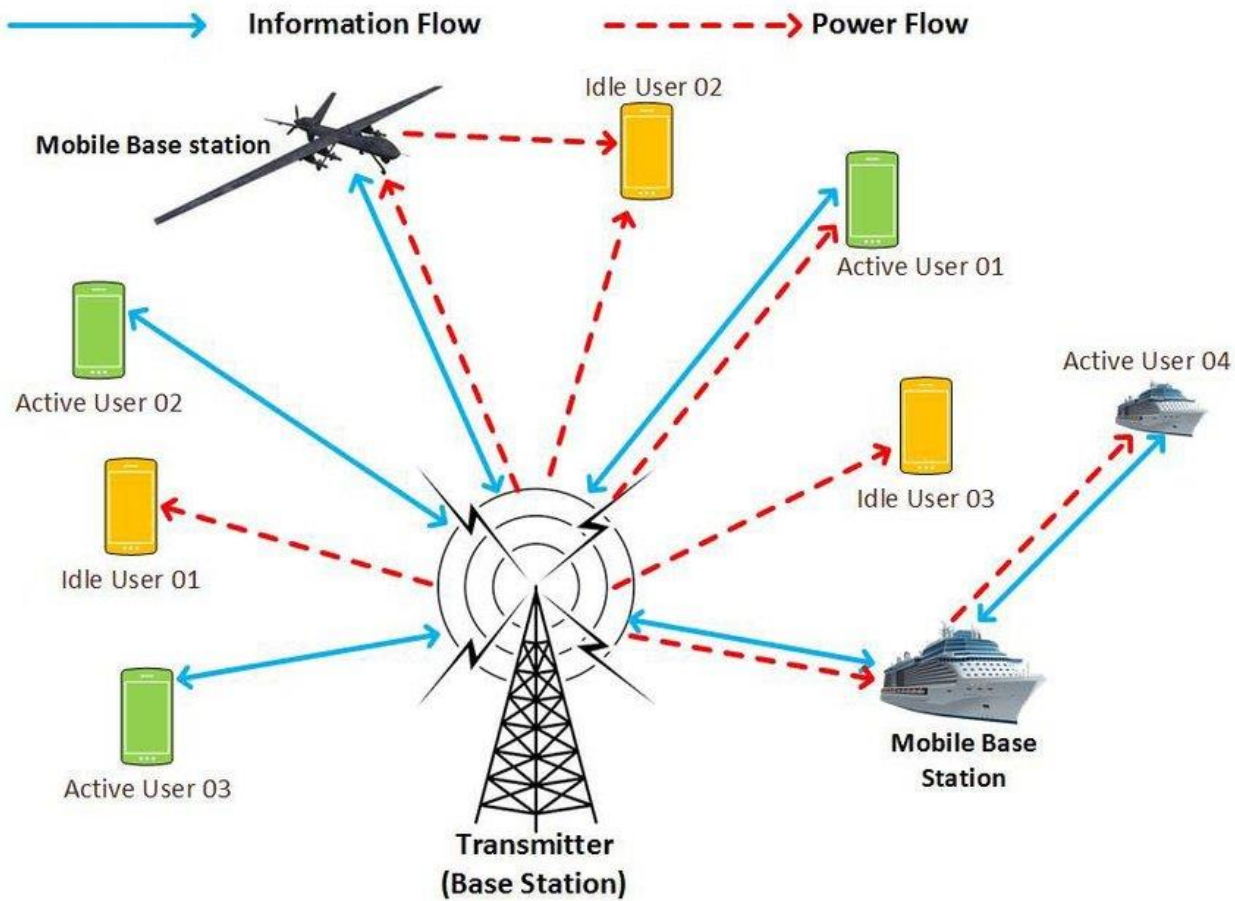 Information Flow
Power Flow
Idle User 02
Mobile Base station
Active User 01
Active User 02
Active User 04
Idle User 03
Idle User 01
Active User 03
Mobile Base
Station
Transmitter
(Base Station)